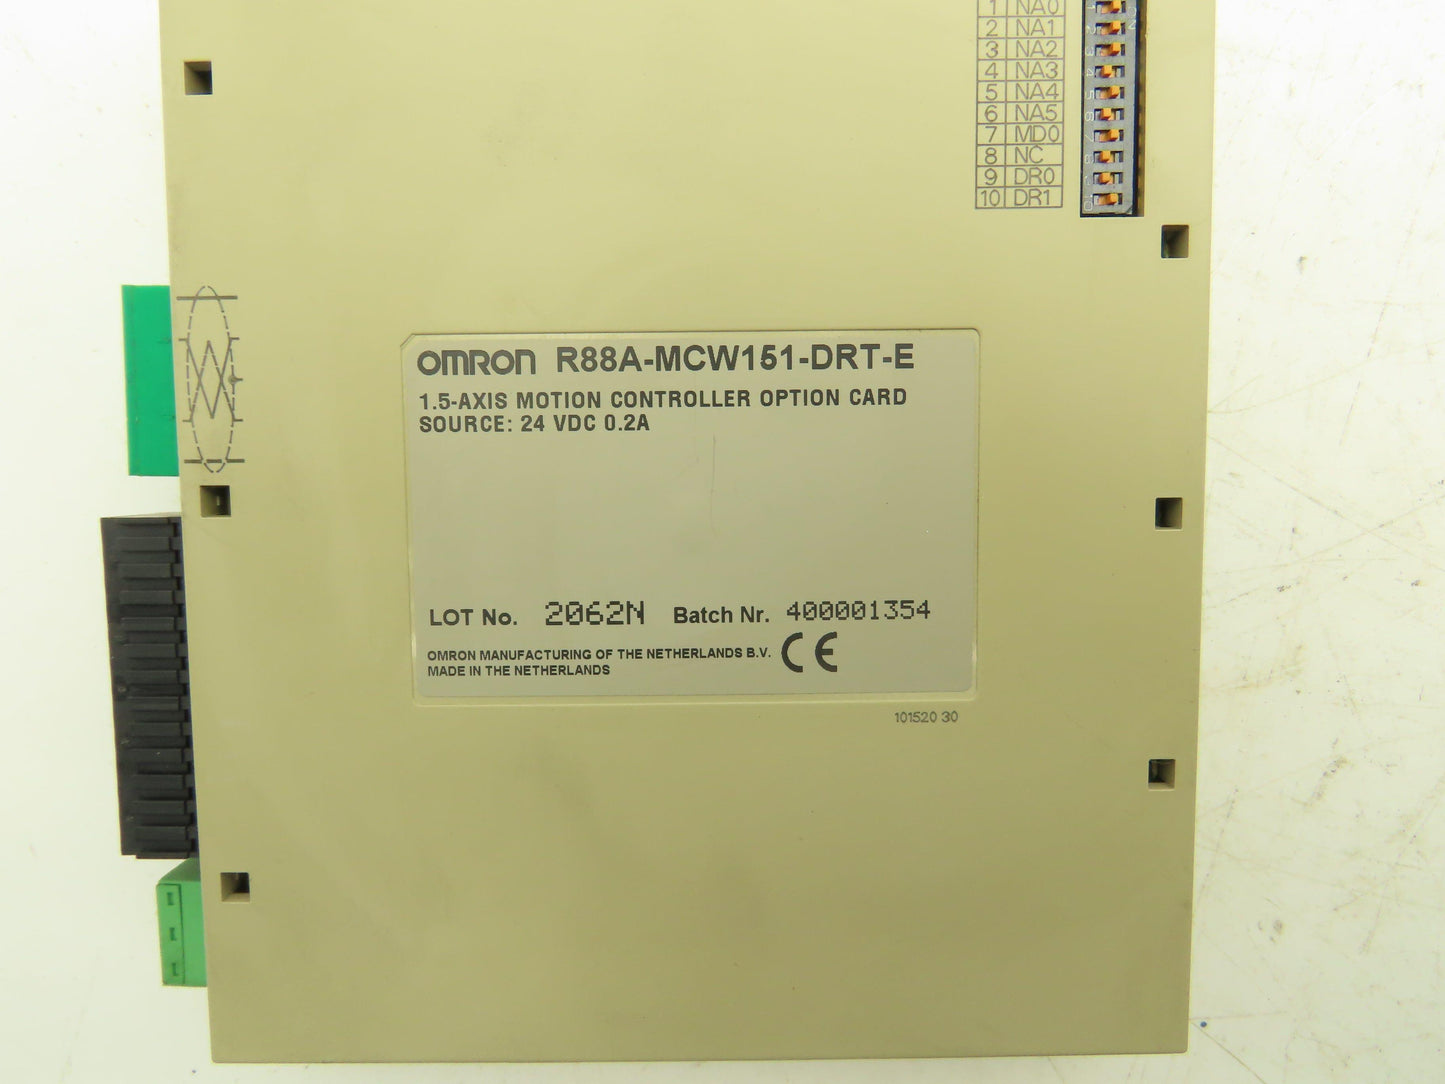 1 NA0
2 NA1
3 NA2
4 NA3
5 NA4
6 NA5
7 MD0
8 NC
9 DR0
10 DR1
OMRON R88A-MCW151-DRT-E
1.5-AXIS MOTION CONTROLLER OPTION CARD
SOURCE: 24 VDC 0.2A
LOT No. 2062N Batch Nr. 400001354
OMRON MANUFACTURING OF THE NETHERLANDS B.V. CE
MADE IN THE NETHERLANDS
101520 30